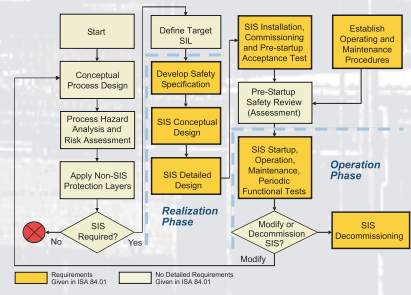 Start
Conceptual
Process Design
Process Hazard
Analysis and
Risk Assessment
Apply Non-SIS
Protection Layers
SIS
Required?
No
Yes
Define Target
SIL
Develop Safety
Specification
SIS Conceptual
Design
SIS Detailed
Design
Realization
Phase
SIS Installation,
Commissioning
and Pre-startup
Acceptance Test
Pre-Startup
Safety Review
(Assessment)
SIS Startup,
Operation,
Maintenance,
Periodic
Functional Tests
Modify or
Decommission
SIS?
Modify
Establish
Operating and
Maintenance
Procedures
Operation
Phase
SIS
Decommissioning
Requirements
Given in ISA 84.01
No Detailed Requirements
Given in ISA 84.01